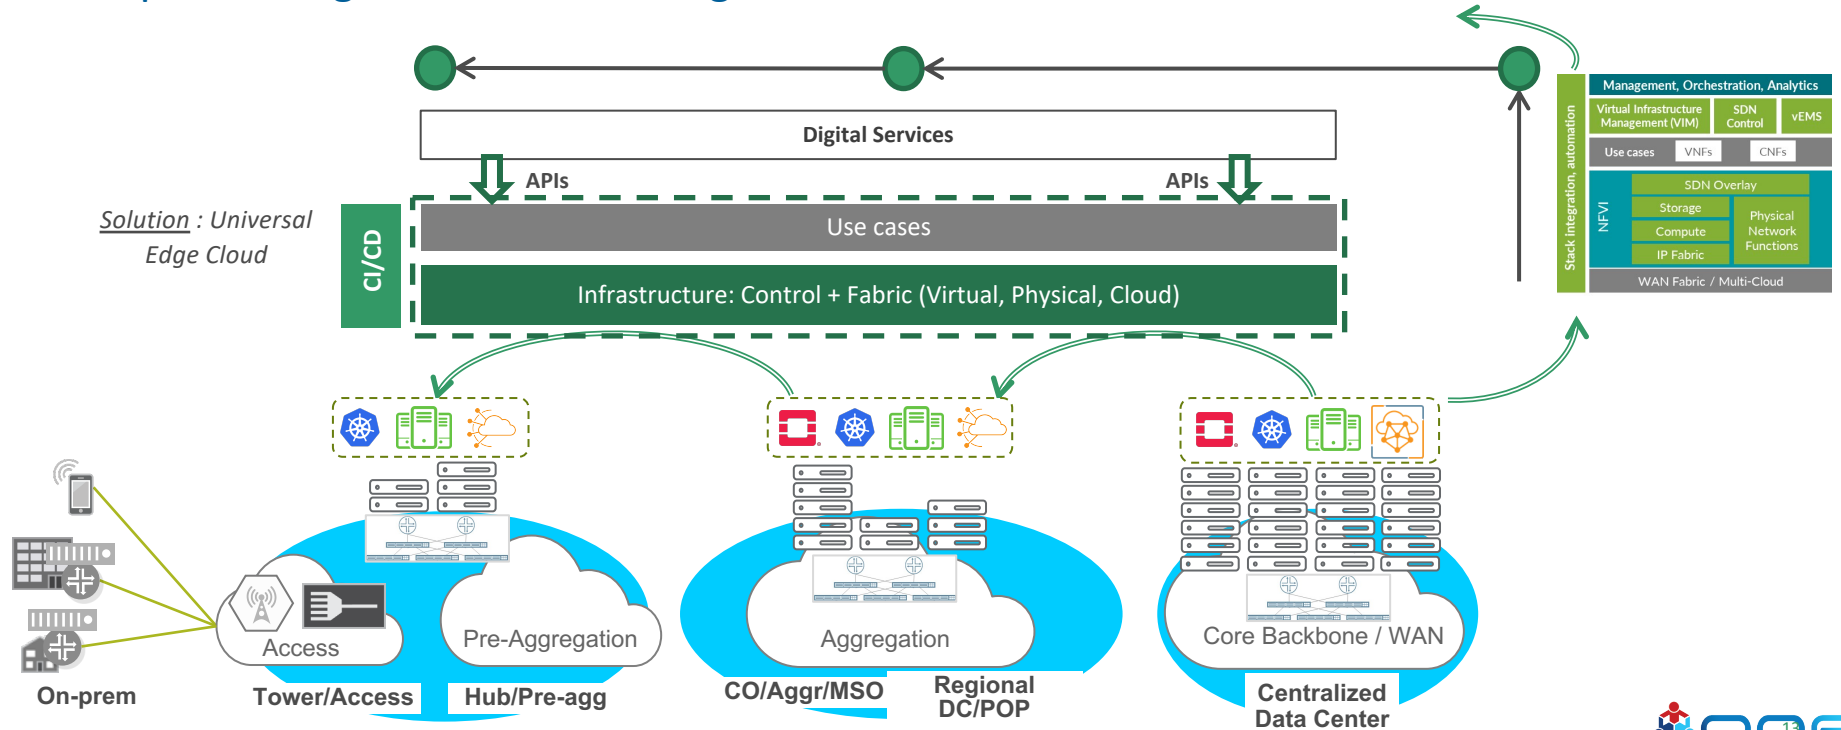 Digital Services
APIs
APIs
Solution : Universal
Edge Cloud
CI/CD
Use cases
Infrastructure: Control + Fabric (Virtual, Physical, Cloud)
Stack integration, automation
Management, Orchestration, Analytics
Virtual Infrastructure
Management (VIM)
SDN
Control
vEMS
Use cases
VNFs
CNFs
NFVI
SDN Overlay
Storage
Compute
IP Fabric
Physical
Network
Functions
WAN Fabric / Multi-Cloud
Access
Pre-Aggregation
Aggregation
Core Backbone / WAN
On-prem
Tower/Access
Hub/Pre-agg
CO/Aggr/MSO
Regional
DC/POP
Centralized
Data Center
13